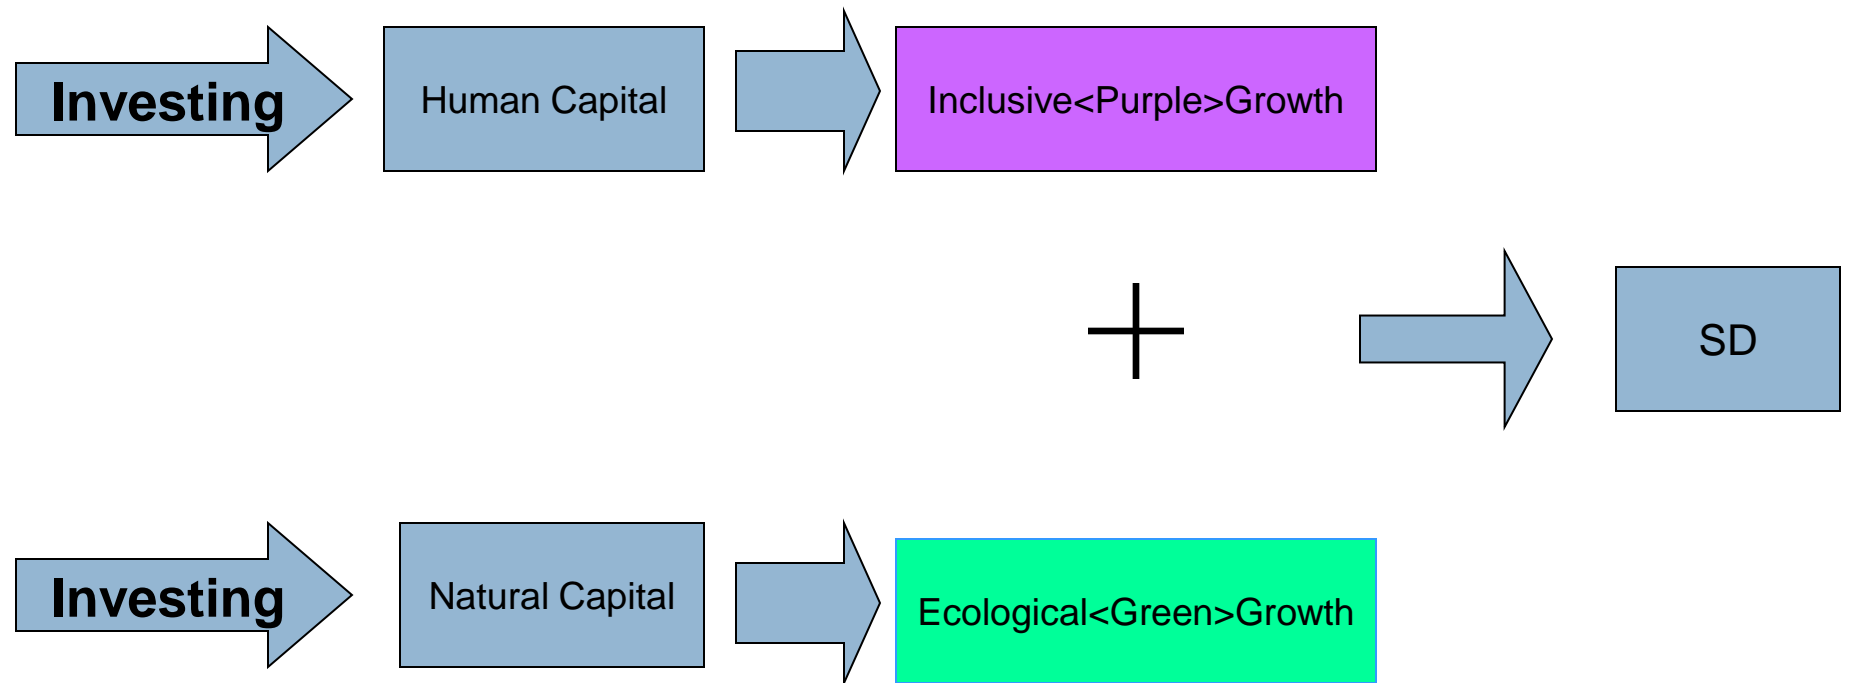 Investing
Human Capital
Inclusive<Purple>Growth
SD
Investing
Natural Capital
Ecological<Green>Growth